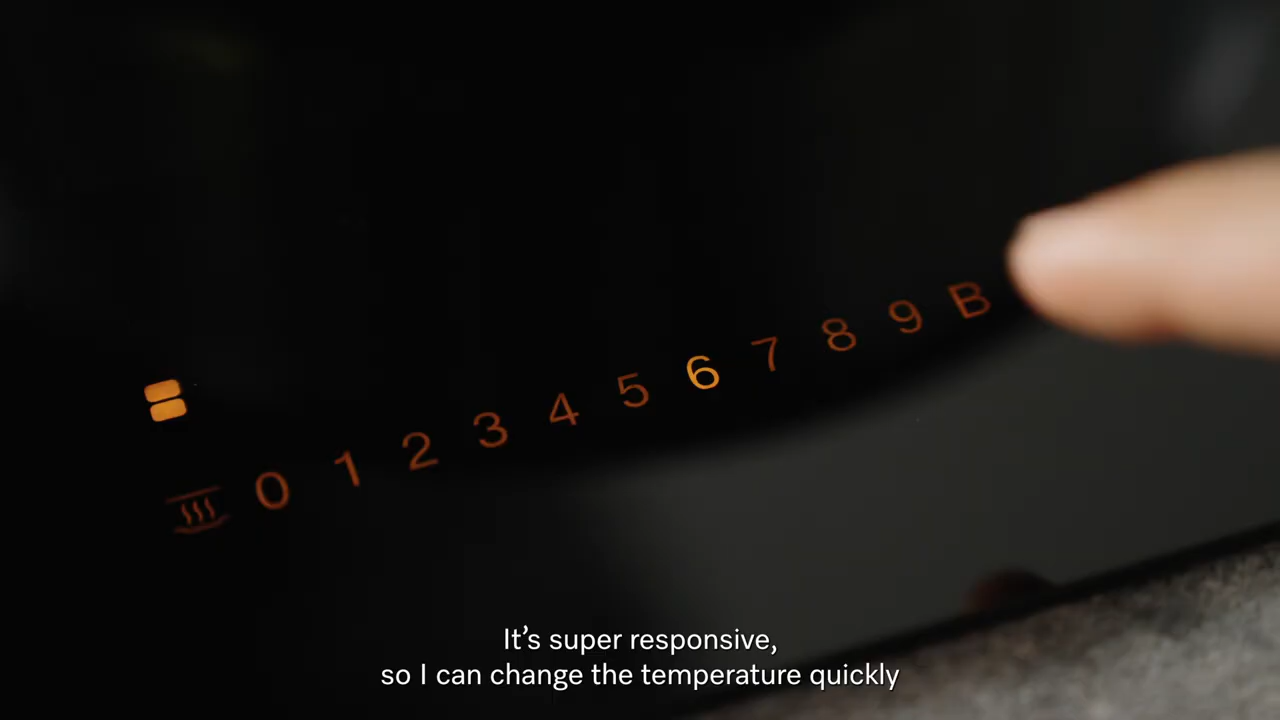 0 1 2 3 4 5 6 7 8 9 B
It's super responsive,
so I can change the temperature quickly